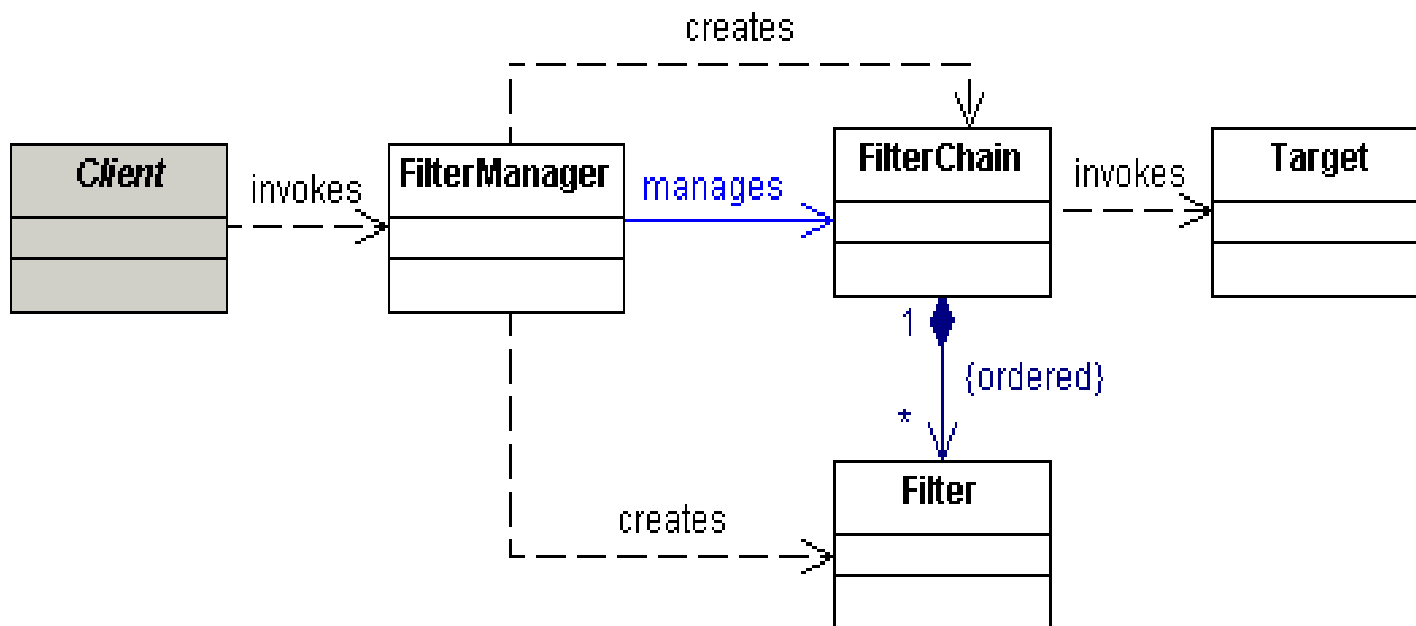 creates
Client
invokes
FilterManager
manages
FilterChain
invokes
Target
1
{ordered}
*
Filter
creates